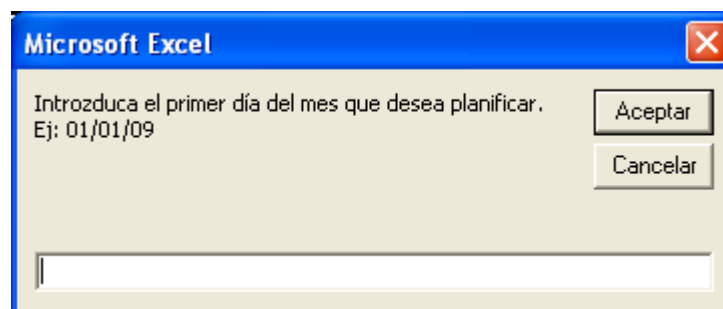 Microsoft Excel
Introzduca el primer día del mes que desea planificar.
Ej: 01/01/09
Aceptar
Cancelar